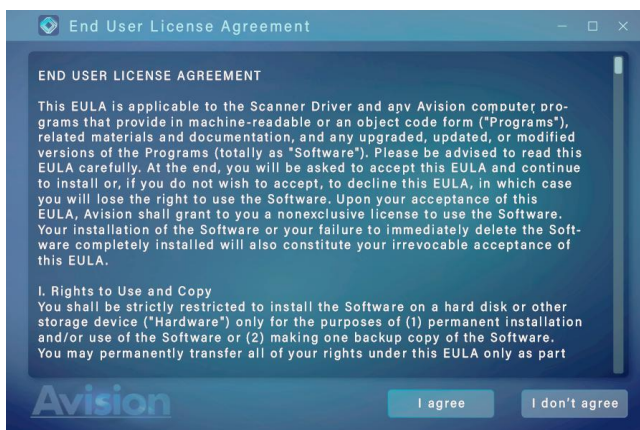 End User License Agreement
END USER LICENSE AGREEMENT
This EULA is applicable to the Scanner Driver and any Avision computer pro-
grams that provide in machine-readable or an object code form ("Programs"),
related materials and documentation, and any upgraded, updated, or modified
versions of the Programs (totally as "Software"). Please be advised to read this
EULA carefully. At the end, you will be asked to accept this EULA and continue
to install or, if you do not wish to accept, to decline this EULA, in which case
you will lose the right to use the Software. Upon your acceptance of this
EULA, Avision shall grant to you a nonexclusive license to use the Software.
Your installation of the Software or your failure to immediately delete the Soft-
ware completely installed will also constitute your irrevocable acceptance of
this EULA.
I. Rights to Use and Copy
You shall be strictly restricted to install the Software on a hard disk or other
storage device ("Hardware") only for the purposes of (1) permanent installation
and/or use of the Software or (2) making one backup copy of the Software.
You may permanently transfer all of your rights under this EULA only as part
Avision
I agree
I don't agree